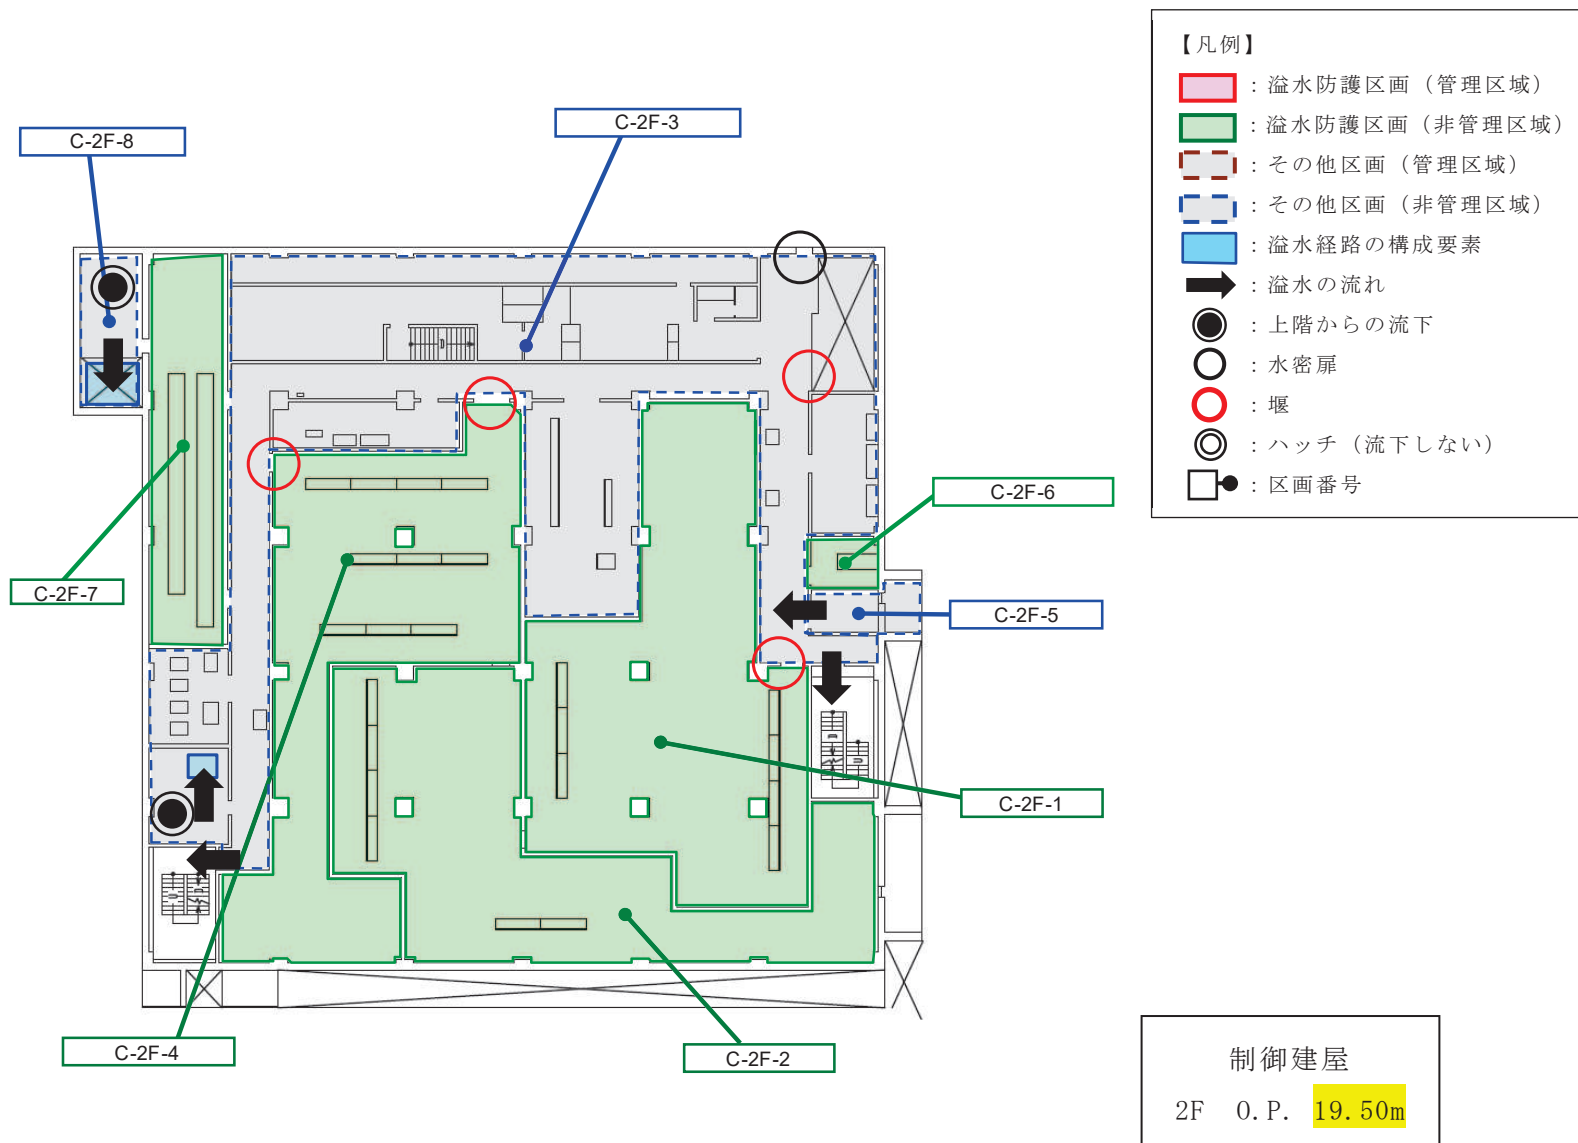 【凡例】
：溢水防護区画（管理区域）
：溢水防護区画（非管理区域）
：その他区画（管理区域）
：その他区画（非管理区域）
：溢水経路の構成要素
：溢水の流れ
：上階からの流下
：水密扉
：堰
：ハッチ（流下しない）
：区画番号
C-2F-8
C-2F-3
C-2F-6
C-2F-7
C-2F-5
C-2F-1
C-2F-4
C-2F-2
制御建屋
2F O.P. 19.50m